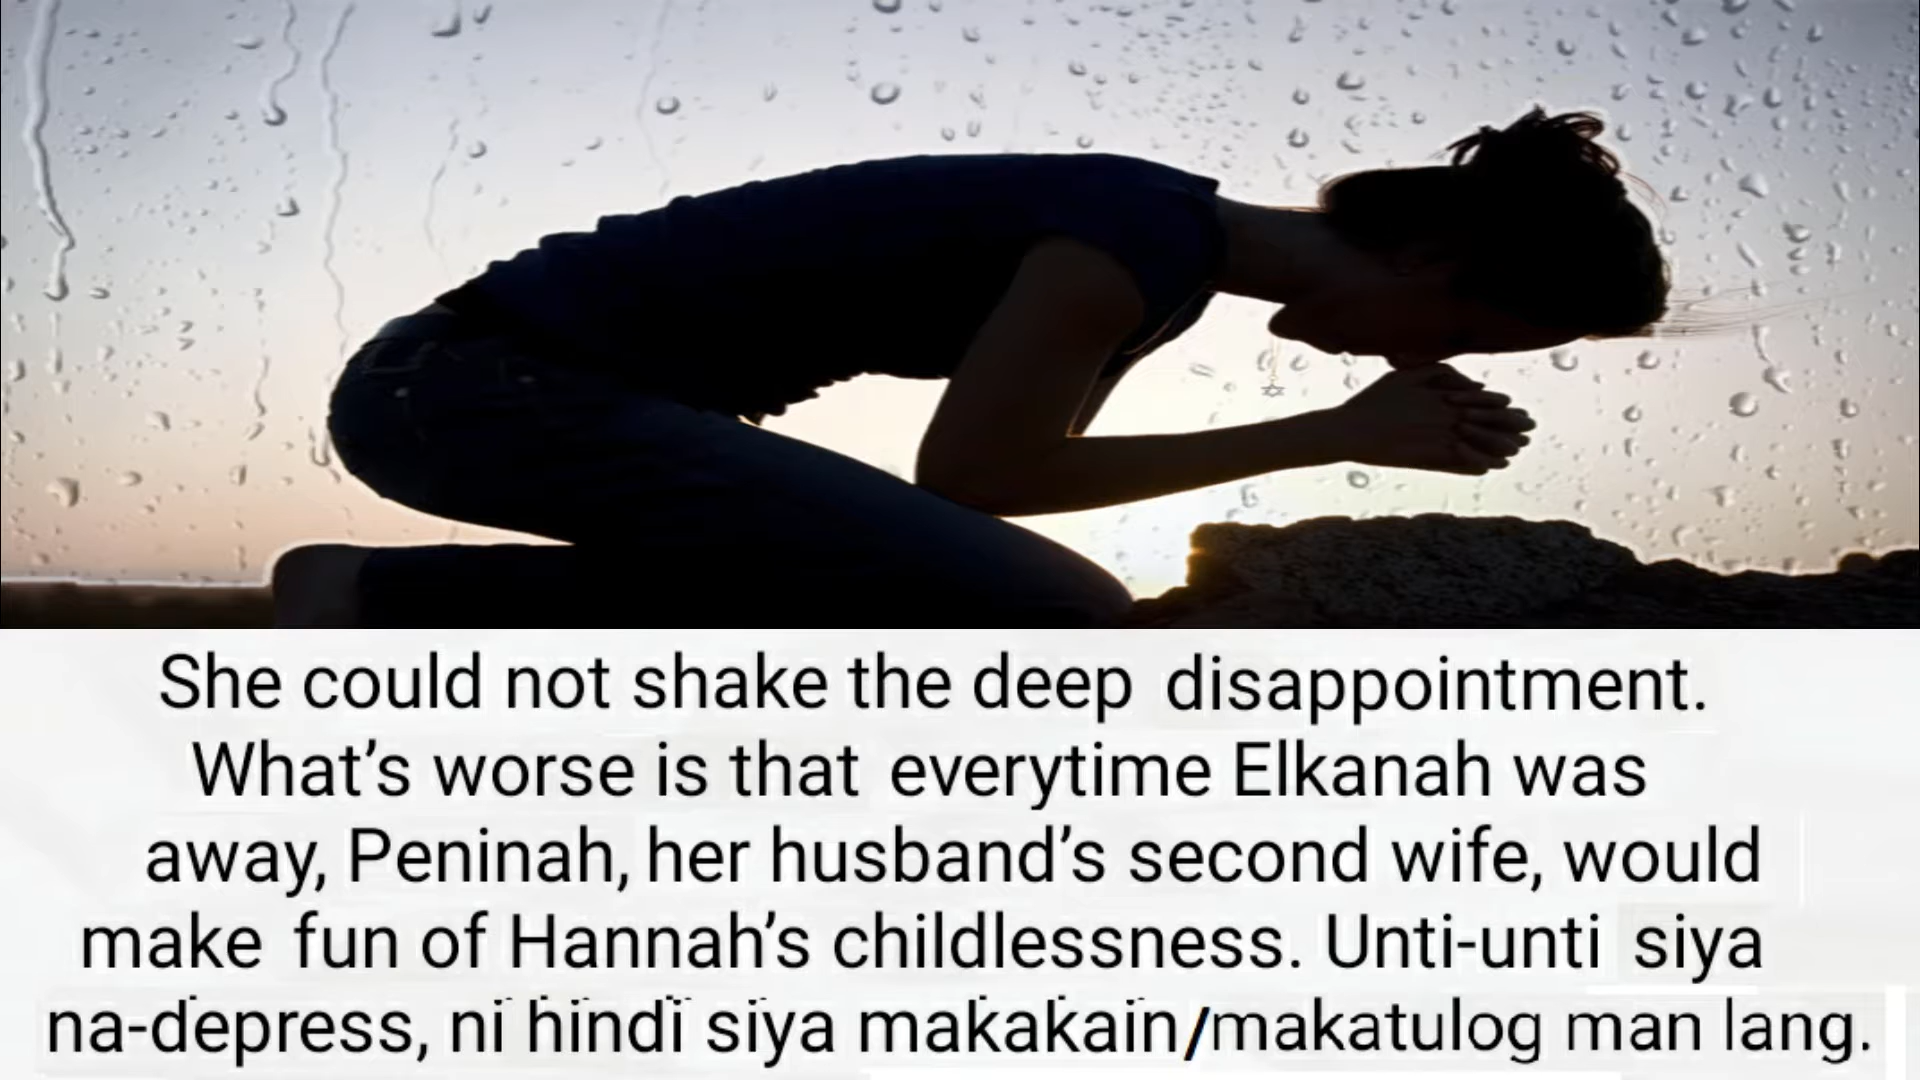 She could not shake the deep disappointment.
What’s worse is that everytime Elkanah was
away, Peninah, her husband’s second wife, would
make fun of Hannah’s childlessness. Unti-unti siya
na-depress, ni hindi siya makakain/makatulog man lang.